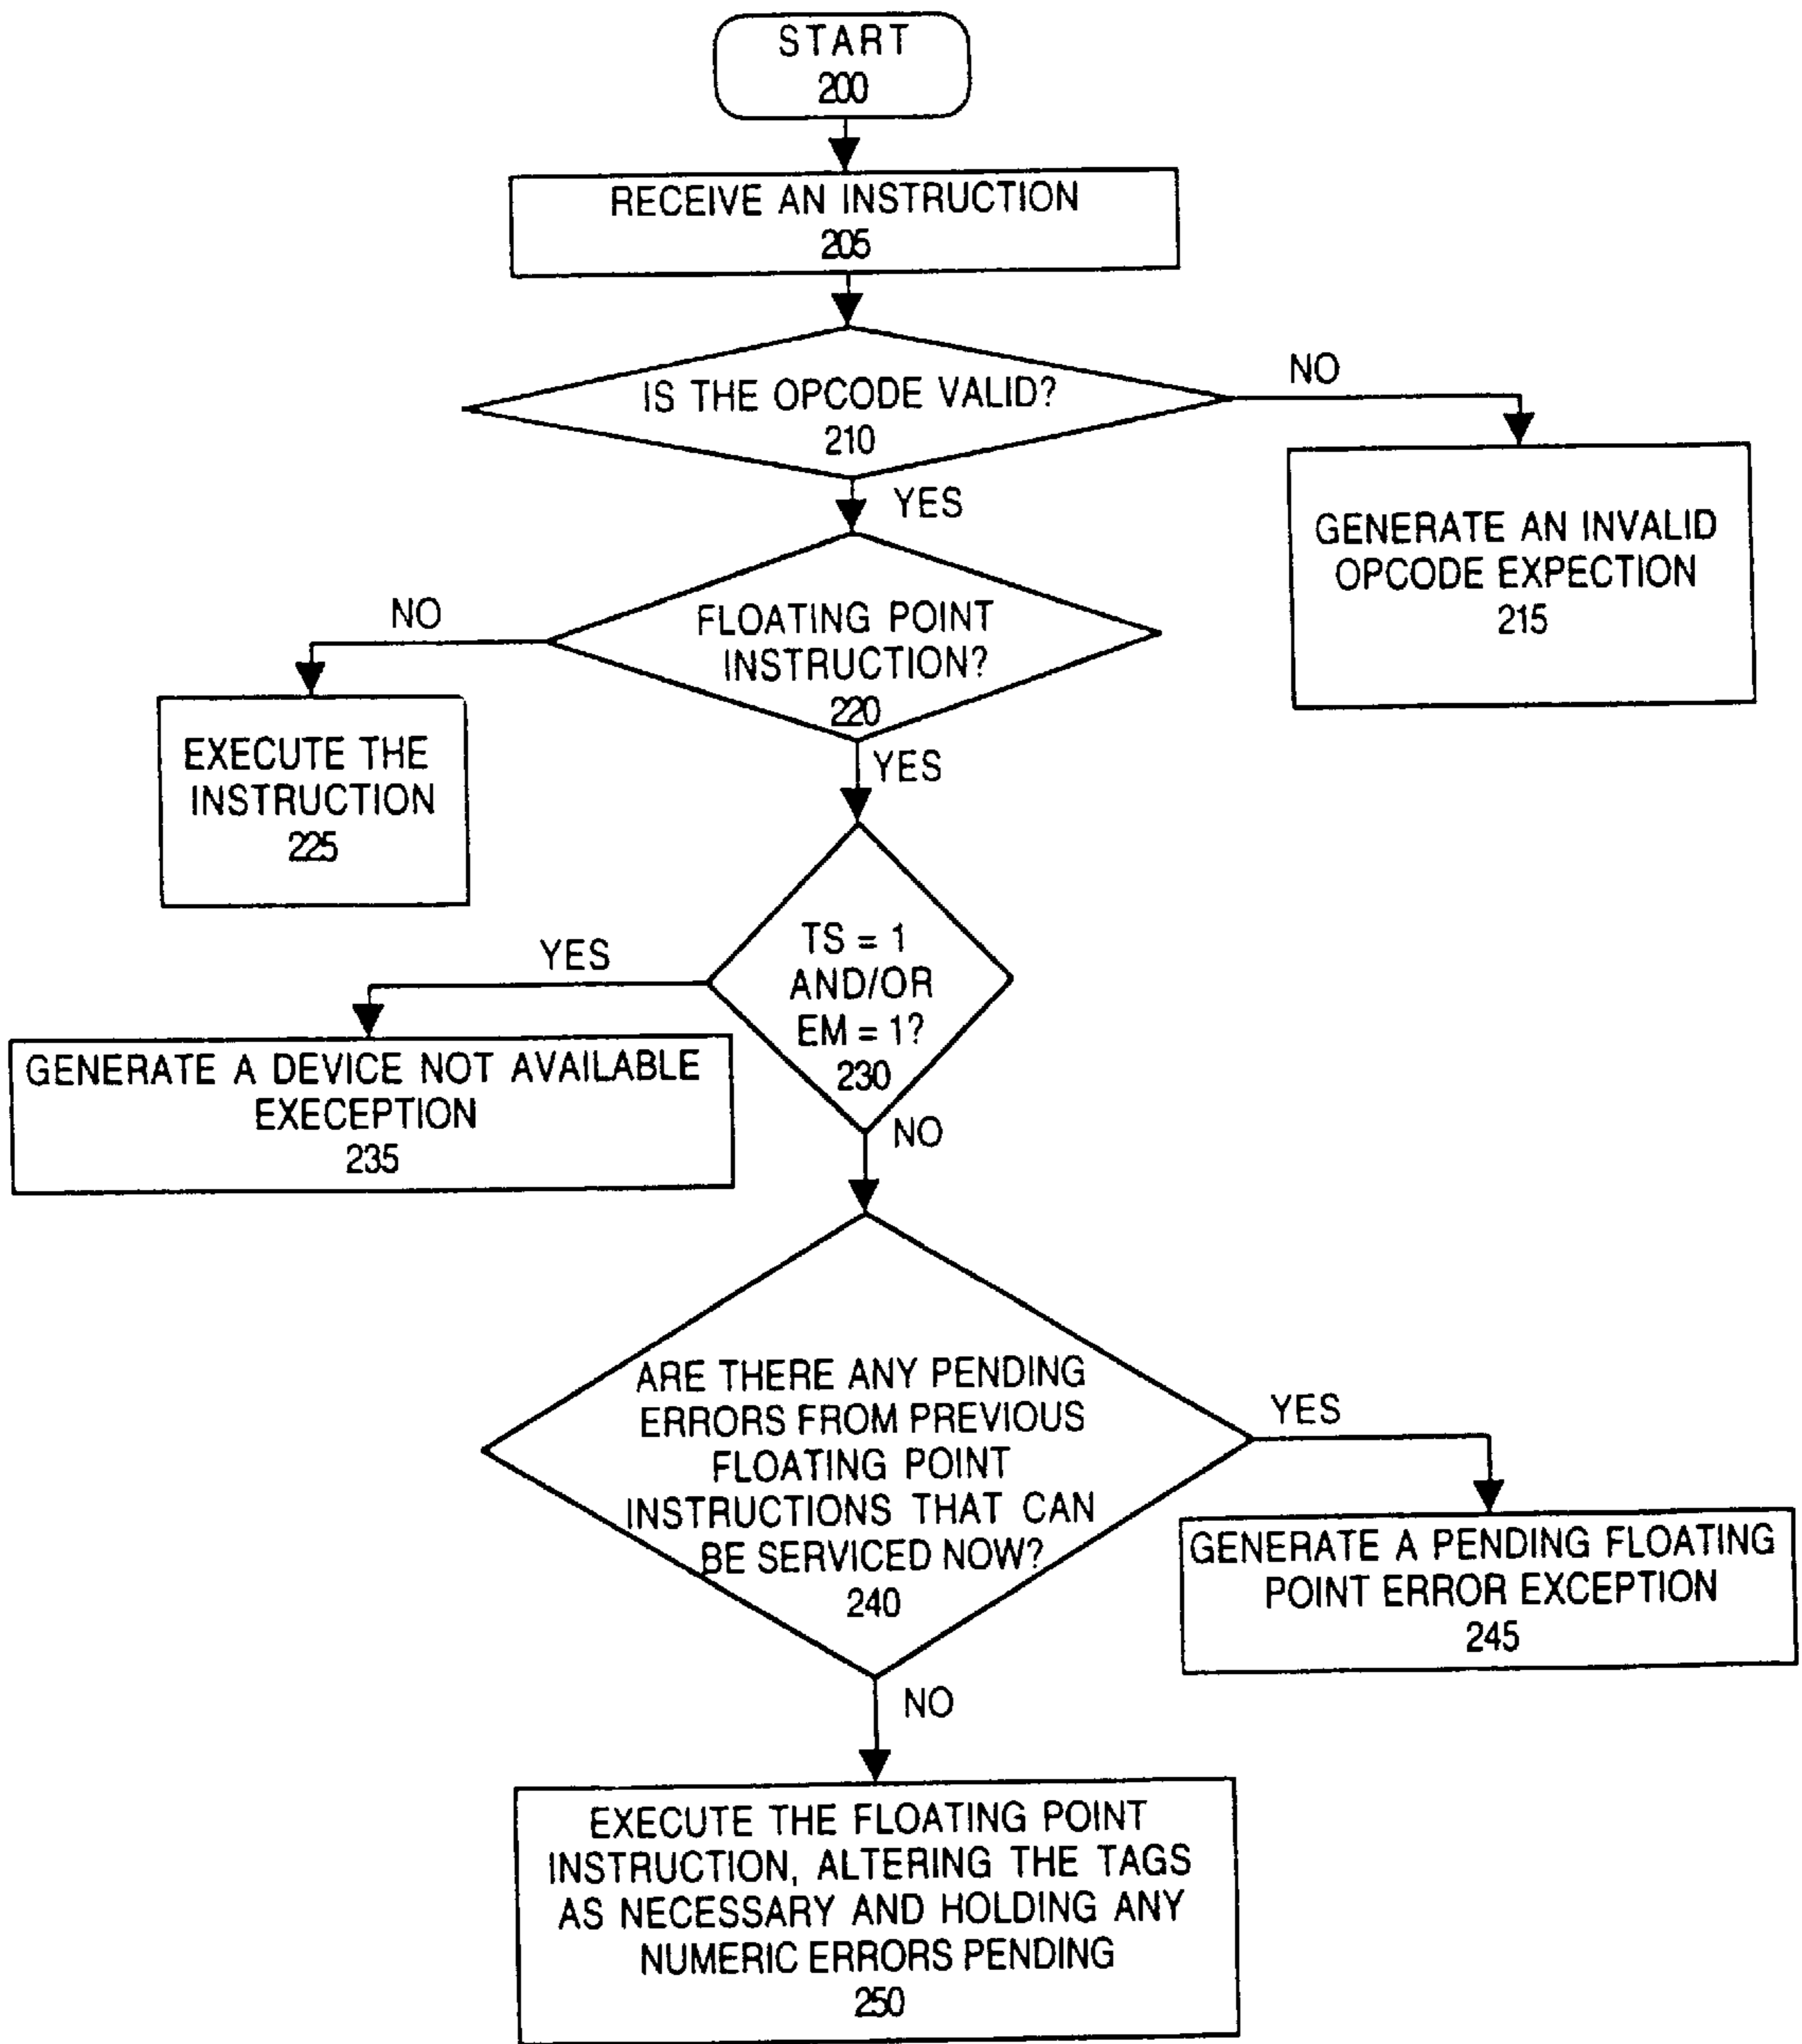 START
200
RECEIVE AN INSTRUCTION
205
IS THE OPCODE VALID?
210
NO
YES
GENERATE AN INVALID
OPCODE EXPECTION
215
NO
FLOATING POINT
INSTRUCTION?
220
YES
EXECUTE THE
INSTRUCTION
225
TS = 1
AND/OR
EM = 1?
230
YES
NO
GENERATE A DEVICE NOT AVAILABLE
EXECEPTION
235
ARE THERE ANY PENDING
ERRORS FROM PREVIOUS
FLOATING POINT
INSTRUCTIONS THAT CAN
BE SERVICED NOW?
240
YES
GENERATE A PENDING FLOATING
POINT ERROR EXCEPTION
245
NO
EXECUTE THE FLOATING POINT
INSTRUCTION, ALTERING THE TAGS
AS NECESSARY AND HOLDING ANY
NUMERIC ERRORS PENDING
250